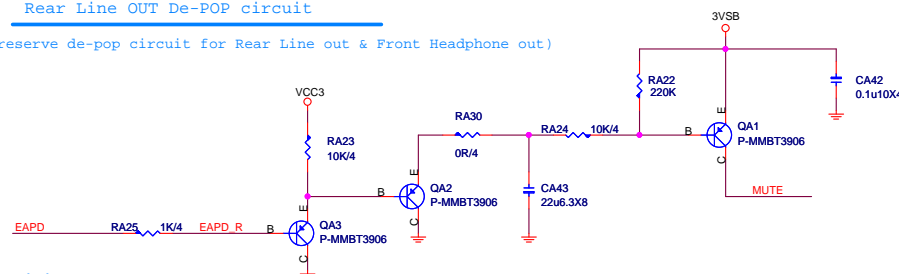 Rear Line OUT De-POP circuit
reserve de-pop circuit for Rear Line out & Front Headphone out)
3VSB
RA22
220K
CA42
0.1u10X4
VCC3
RA23
10K/4
RA30
0R/4
RA24 10K/4
B
E
C
QA1
P-MMBT3906
MUTE
B
E
C
QA2
P-MMBT3906
CA43
22u6.3X8
EAPD
RA25 1K/4
EAPD_R
B
E
C
QA3
P-MMBT3906